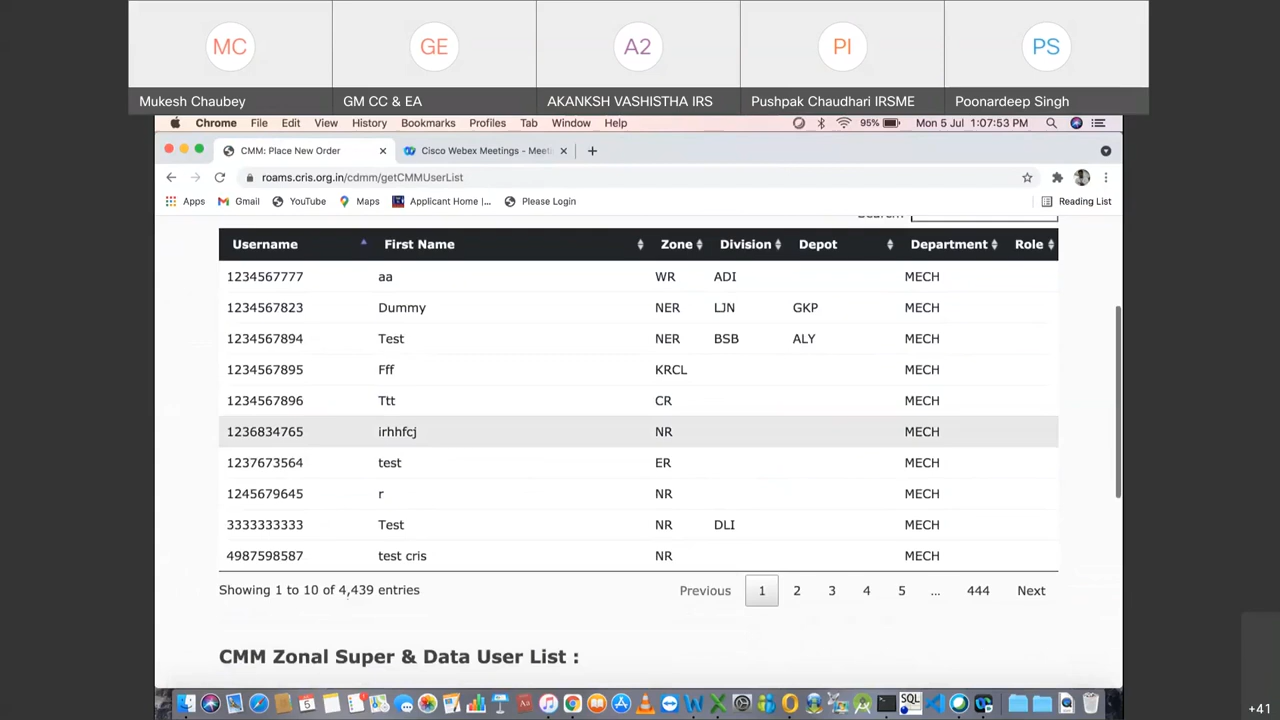 MC GE A2 PI PS
Mukesh Chaubey GM CC & EA AKANKSH VASHISTHA IRS Pushpak Chaudhari IRSME Poonardeep Singh
Chrome File Edit View History Bookmarks Profiles Tab Window Help 95% Mon 5 Jul 1:07:53 PM
CMM: Place New Order Cisco Webex Meetings - Meeti
roams.cris.org.in/cdmm/getCMMUserList
Apps Gmail YouTube Maps Applicant Home |... Please Login Reading List
Search:
Username First Name Zone Division Depot Department Role
1234567777 aa WR ADI MECH
1234567823 Dummy NER LJN GKP MECH
1234567894 Test NER BSB ALY MECH
1234567895 Fff KRCL MECH
1234567896 Ttt CR MECH
1236834765 irhhfcj NR MECH
1237673564 test ER MECH
1245679645 r NR MECH
3333333333 Test NR DLI MECH
4987598587 test cris NR MECH
Showing 1 to 10 of 4,439 entries Previous 1 2 3 4 5 ... 444 Next
CMM Zonal Super & Data User List :
SQL
+41